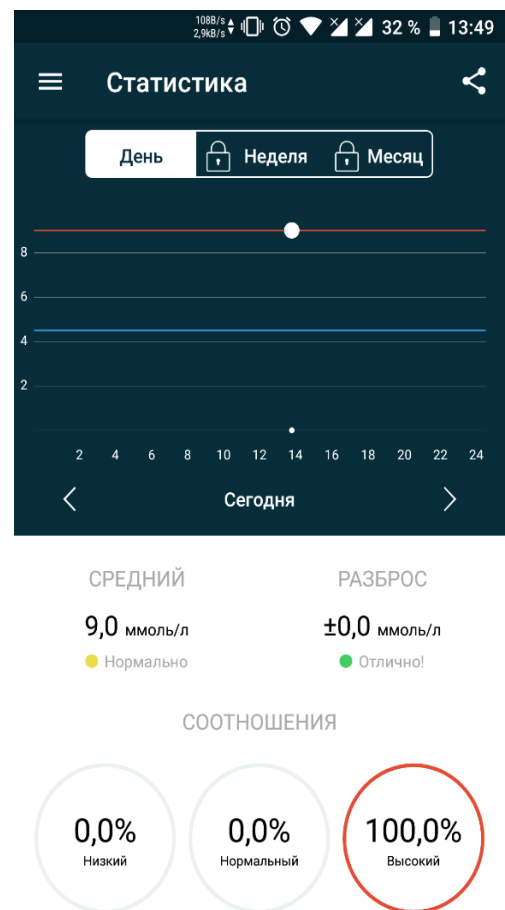 108B/s
2,9kB/s 32 % 13:49
Статистика
День Неделя Месяц
8
6
4
2
2 4 6 8 10 12 14 16 18 20 22 24
Сегодня
СРЕДНИЙ РАЗБРОС
9,0 ммоль/л ±0,0 ммоль/л
Нормально Отлично!
СООТНОШЕНИЯ
0,0% 0,0% 100,0%
Низкий Нормальный Высокий